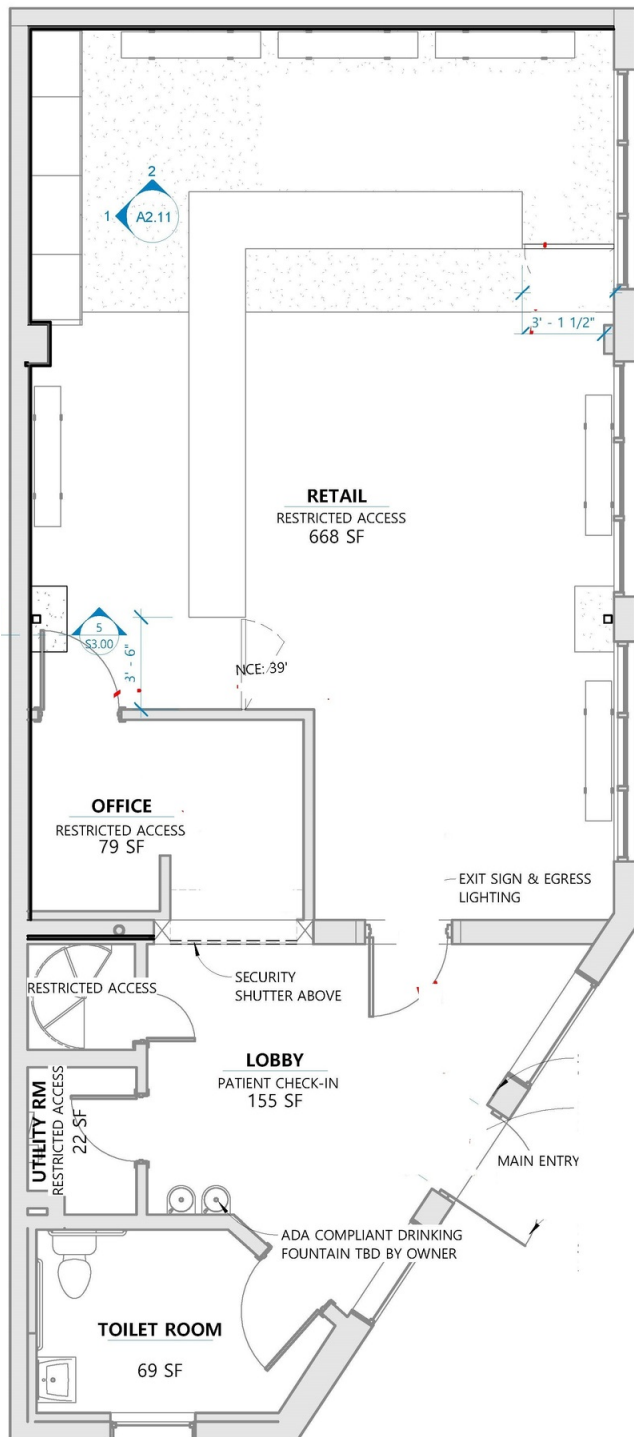 2
1
A2.11
3' - 1 1/2"
RETAIL
RESTRICTED ACCESS
668 SF
5
S3.00
3' - 6"
NCE: 39'
OFFICE
RESTRICTED ACCESS
79 SF
EXIT SIGN & EGRESS
LIGHTING
SECURITY
SHUTTER ABOVE
RESTRICTED ACCESS
LOBBY
PATIENT CHECK-IN
155 SF
UTILITY RM
RESTRICTED ACCESS
22 SF
MAIN ENTRY
ADA COMPLIANT DRINKING
FOUNTAIN TBD BY OWNER
TOILET ROOM
69 SF